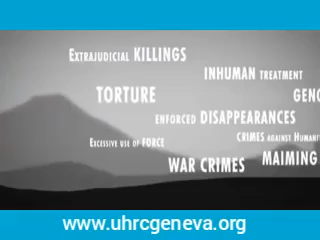 EXTRAJUDICIAL KILLINGS
INHUMAN TREATMENT
TORTURE
GENO
ENFORCED DISAPPEARANCES
CRIMES AGAINST HUMANI
EXCESSIVE USE OF FORCE
WAR CRIMES
MAIMING
www.uhrcgeneva.org